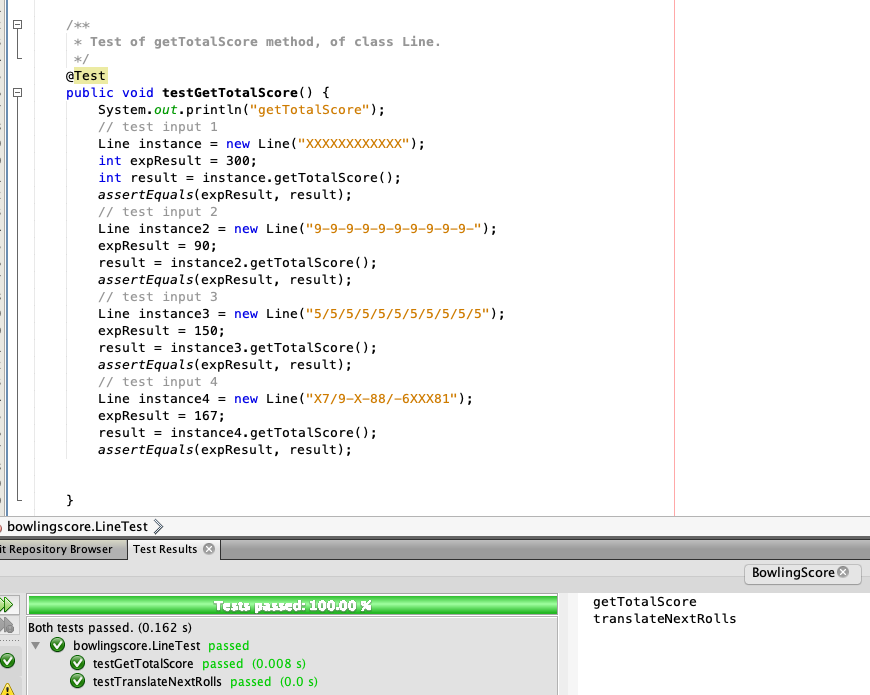 /**
* Test of getTotalScore method, of class Line.
*/
@Test
public void testGetTotalScore() {
System.out.println("getTotalScore");
// test input 1
Line instance = new Line("XXXXXXXXXXXX");
int expResult = 300;
int result = instance.getTotalScore();
assertEquals(expResult, result);
// test input 2
Line instance2 = new Line("9-9-9-9-9-9-9-9-9-9-");
expResult = 90;
result = instance2.getTotalScore();
assertEquals(expResult, result);
// test input 3
Line instance3 = new Line("5/5/5/5/5/5/5/5/5/5/5");
expResult = 150;
result = instance3.getTotalScore();
assertEquals(expResult, result);
// test input 4
Line instance4 = new Line("X7/9-X-88/-6XXX81");
expResult = 167;
result = instance4.getTotalScore();
assertEquals(expResult, result);
}
bowlingscore.LineTest
it Repository Browser
Test Results
BowlingScore
Tests passed: 100.00 %
Both tests passed. (0.162 s)
bowlingscore.LineTest passed
testGetTotalScore passed (0.008 s)
testTranslateNextRolls passed (0.0 s)
getTotalScore
translateNextRolls